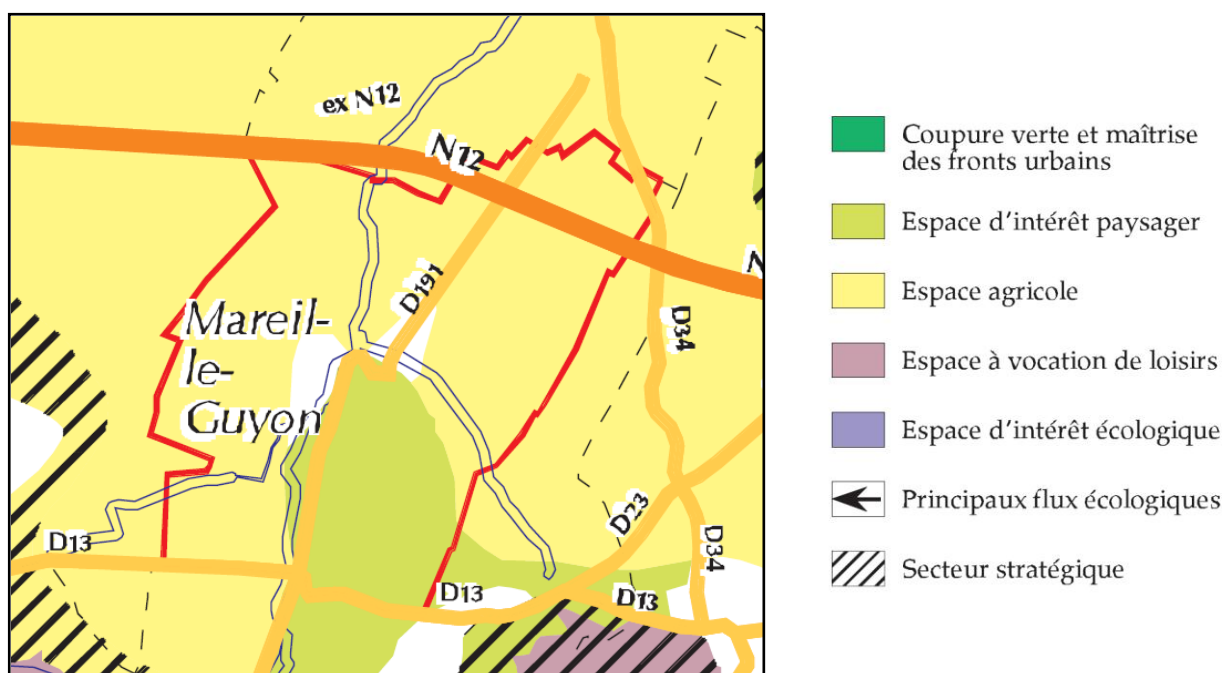 ex N12
N12
N
D191
D34
Mareil-
le-
Guyon
D23
D13
D34
D13
D13
Coupure verte et maîtrise
des fronts urbains
Espace d'intérêt paysager
Espace agricole
Espace à vocation de loisirs
Espace d'intérêt écologique
Principaux flux écologiques
Secteur stratégique